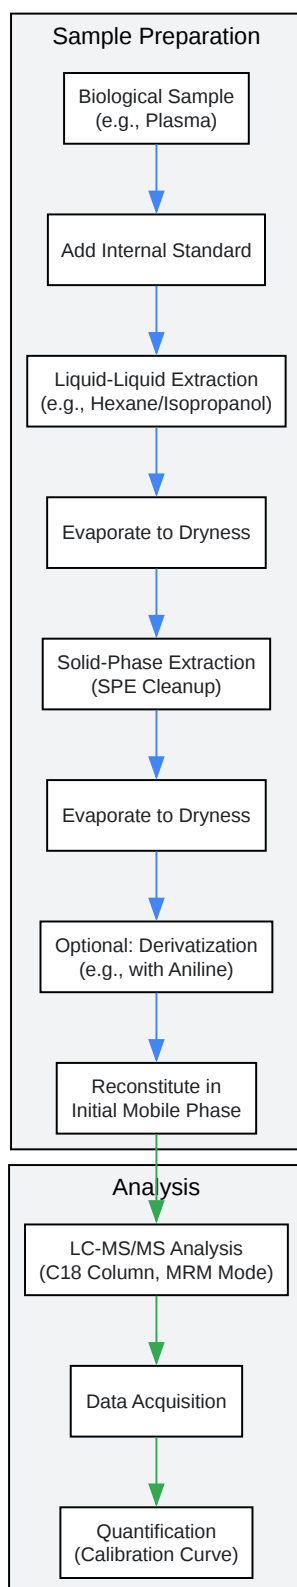 Sample Preparation
Biological Sample
(e.g., Plasma)
Add Internal Standard
Liquid-Liquid Extraction
(e.g., Hexane/Isopropanol)
Evaporate to Dryness
Solid-Phase Extraction
(SPE Cleanup)
Evaporate to Dryness
Optional: Derivatization
(e.g., with Aniline)
Reconstitute in
Initial Mobile Phase
Analysis
LC-MS/MS Analysis
(C18 Column, MRM Mode)
Data Acquisition
Quantification
(Calibration Curve)